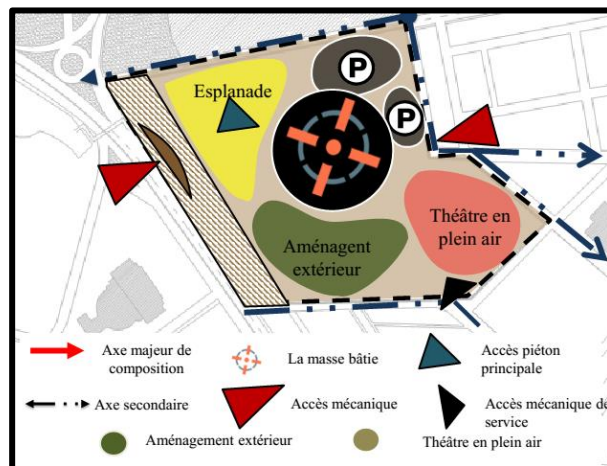 P
Esplanade
P
Théâtre en
plein air
Aménagent
extérieur
Axe majeur de
composition
La masse bâtie
Accès piéton
principale
Axe secondaire
Accès mécanique
Accès mécanique de
service
Aménagement extérieur
Théâtre en plein air